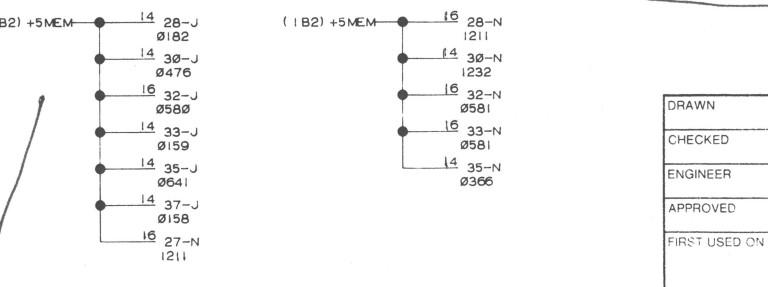 B2) +5MEM
14 28-J
Ø182
14 30-J
Ø476
16 32-J
Ø580
14 33-J
Ø159
14 35-J
Ø641
14 37-J
Ø158
16 27-N
1211
(1B2) +5MEM
16 28-N
1211
14 30-N
1232
16 32-N
Ø581
16 33-N
Ø581
14 35-N
Ø366
DRAWN
CHECKED
ENGINEER
APPROVED
FIRST USED ON